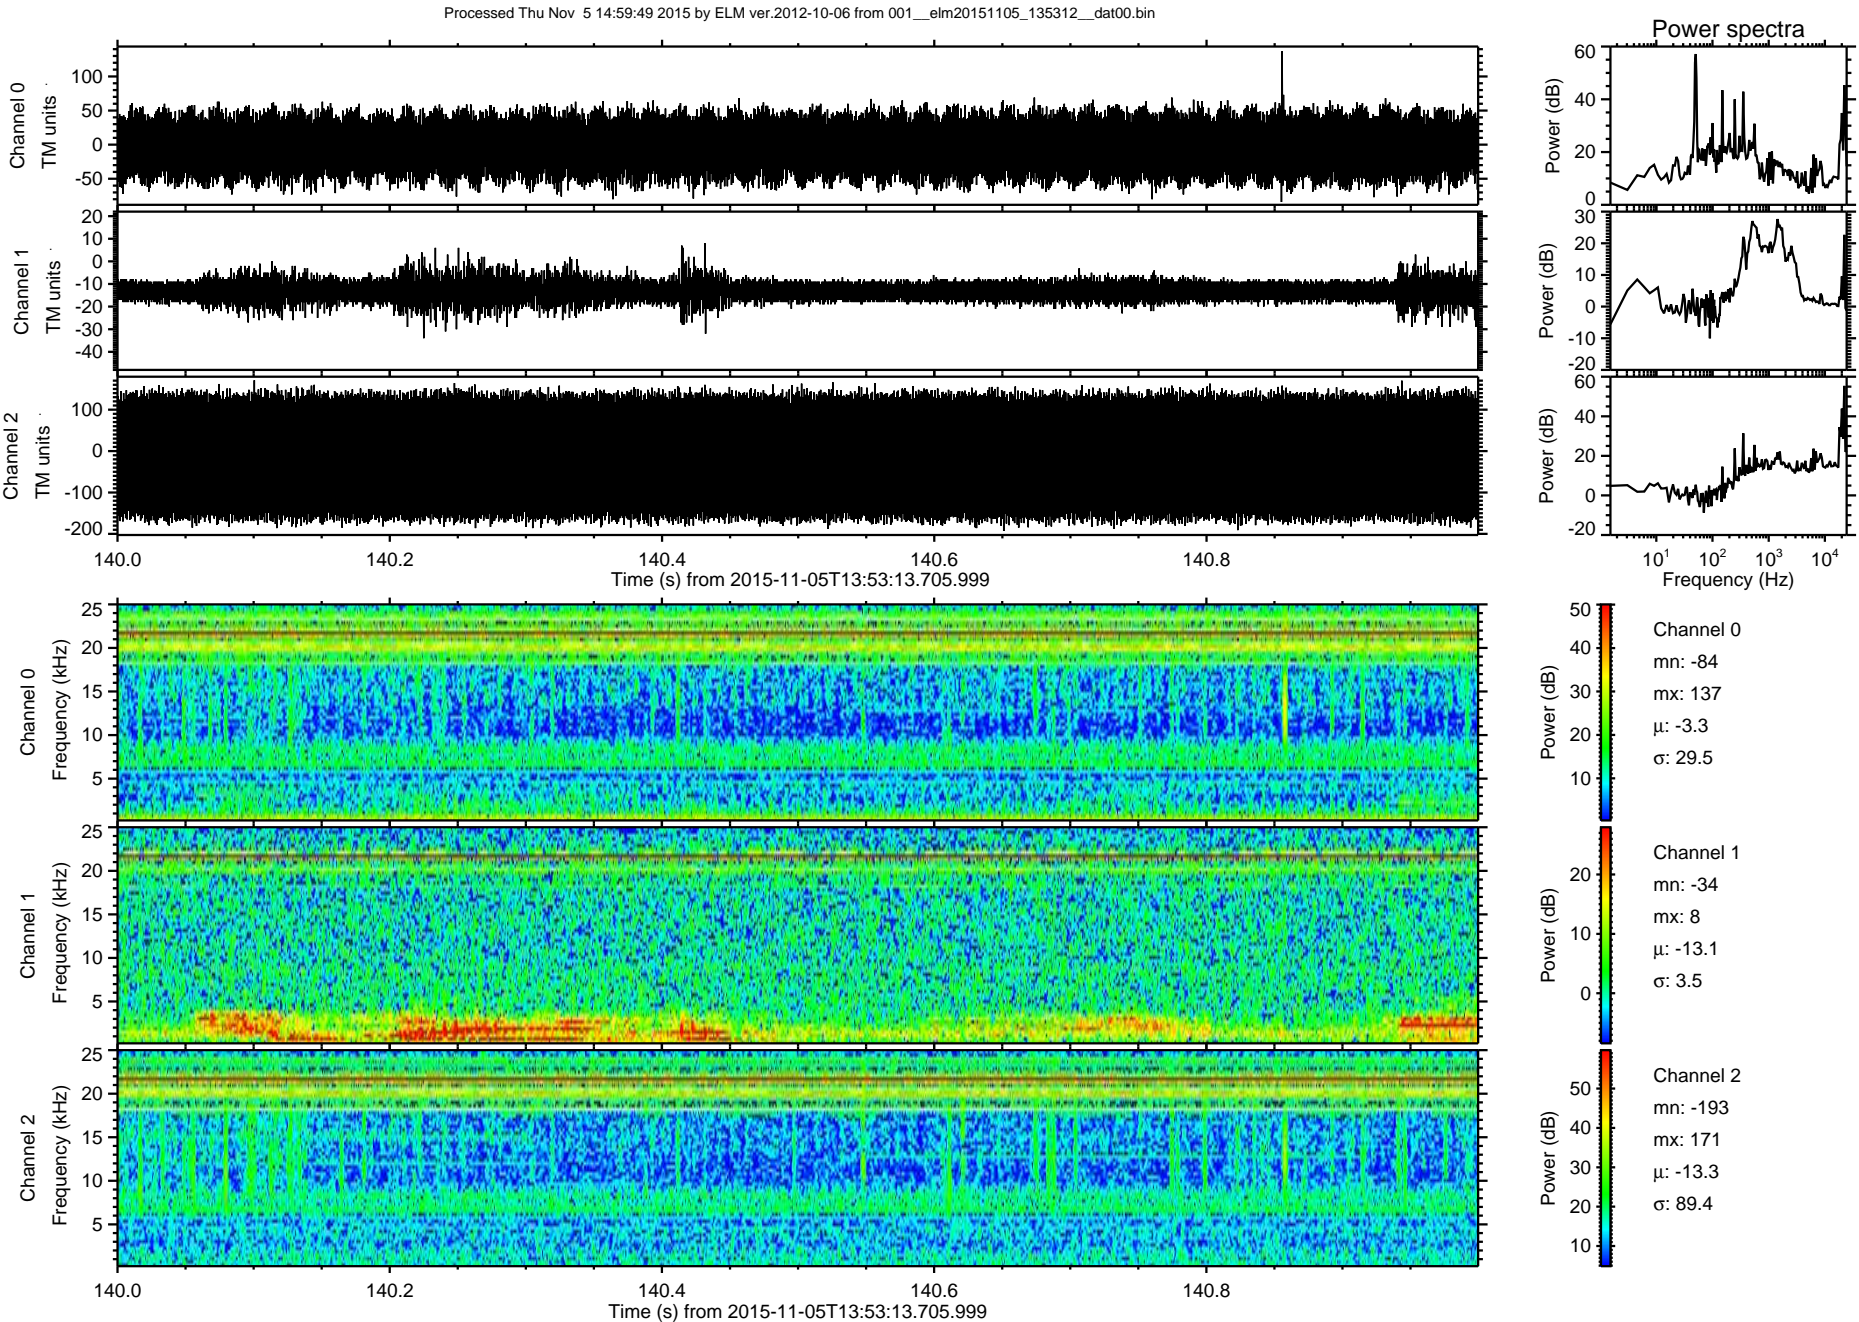 Processed Thu Nov  5 14:59:49 2015 by ELM ver.2012-10-06 from 001__elm20151105_135312__dat00.bin
Power spectra
Channel 0
TM units
100
50
0
-50
Power (dB)
60
40
20
0
Channel 1
TM units
20
10
0
-10
-20
-30
-40
Power (dB)
30
20
10
0
-10
-20
Channel 2
TM units
100
0
-100
-200
Power (dB)
60
40
20
0
-20
140.0 140.2 140.4 140.6 140.8
Time (s) from 2015-11-05T13:53:13.705.999
10^1 10^2 10^3 10^4
Frequency (Hz)
Channel 0
Frequency (kHz)
25
20
15
10
5
Power (dB)
50
40
30
20
10
Channel 0
mn: -84
mx: 137
μ: -3.3
σ: 29.5
Channel 1
Frequency (kHz)
25
20
15
10
5
Power (dB)
20
10
0
Channel 1
mn: -34
mx: 8
μ: -13.1
σ: 3.5
Channel 2
Frequency (kHz)
25
20
15
10
5
Power (dB)
50
40
30
20
10
Channel 2
mn: -193
mx: 171
μ: -13.3
σ: 89.4
140.0 140.2 140.4 140.6 140.8
Time (s) from 2015-11-05T13:53:13.705.999